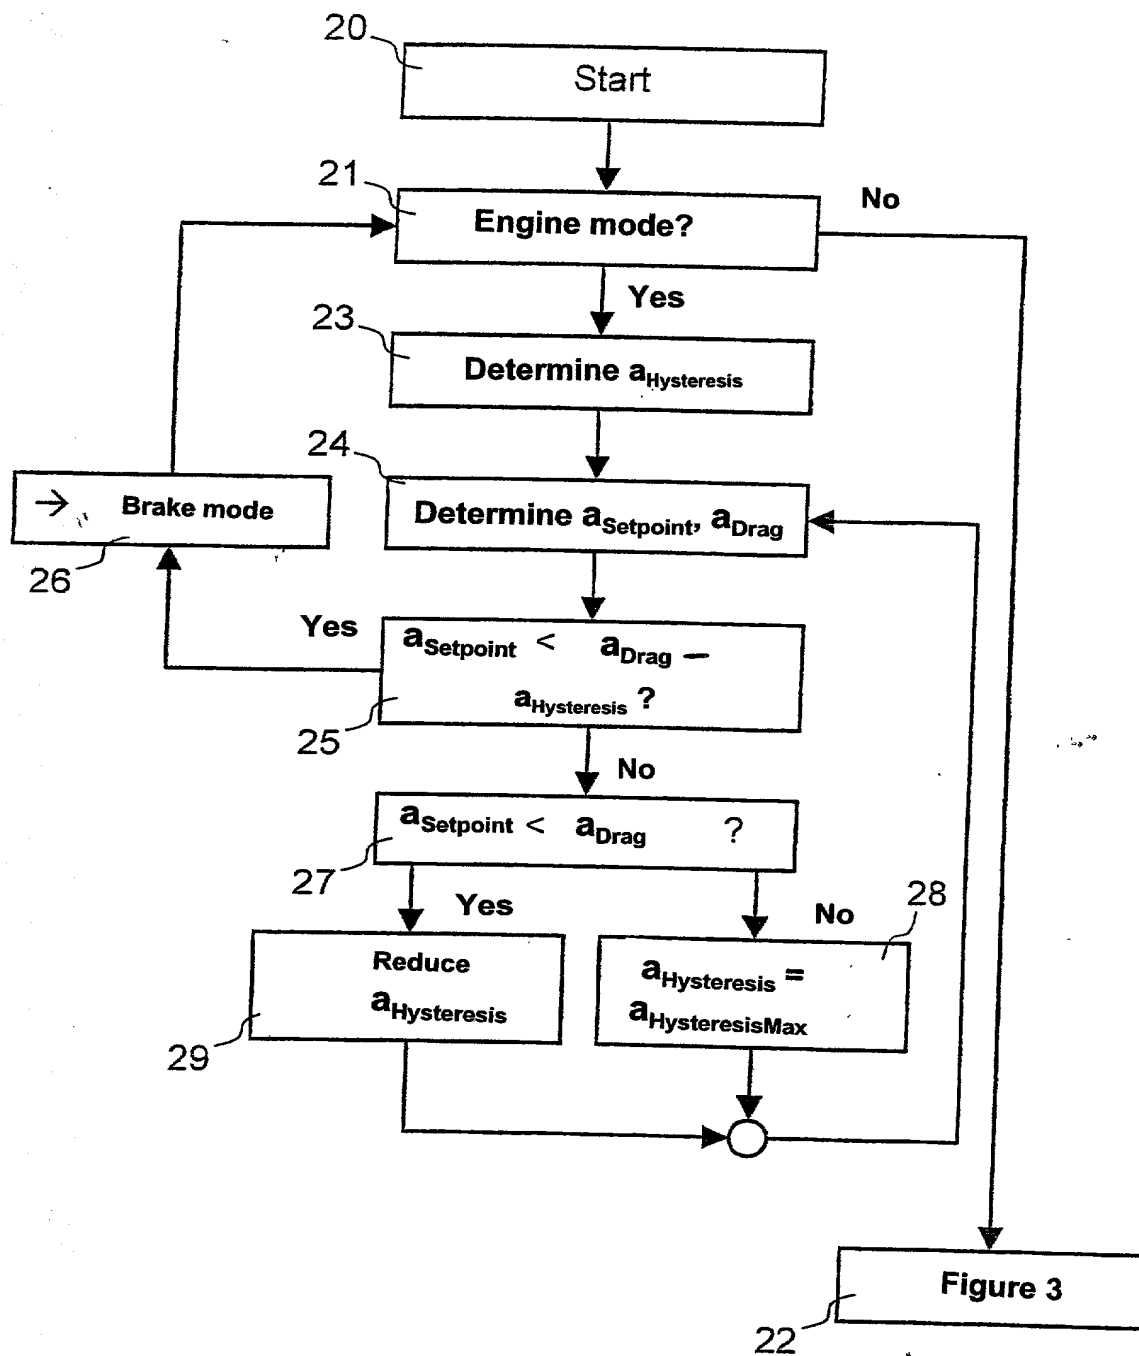 20
Start
21
Engine mode?
No
Yes
23
Determine aHysteresis
24
Determine aSetpoint, aDrag
→ Brake mode
26
Yes
aSetpoint < aDrag –
aHysteresis ?
25
No
aSetpoint < aDrag ?
27
Yes
No
28
Reduce
aHysteresis
29
aHysteresis =
aHysteresisMax
Figure 3
22